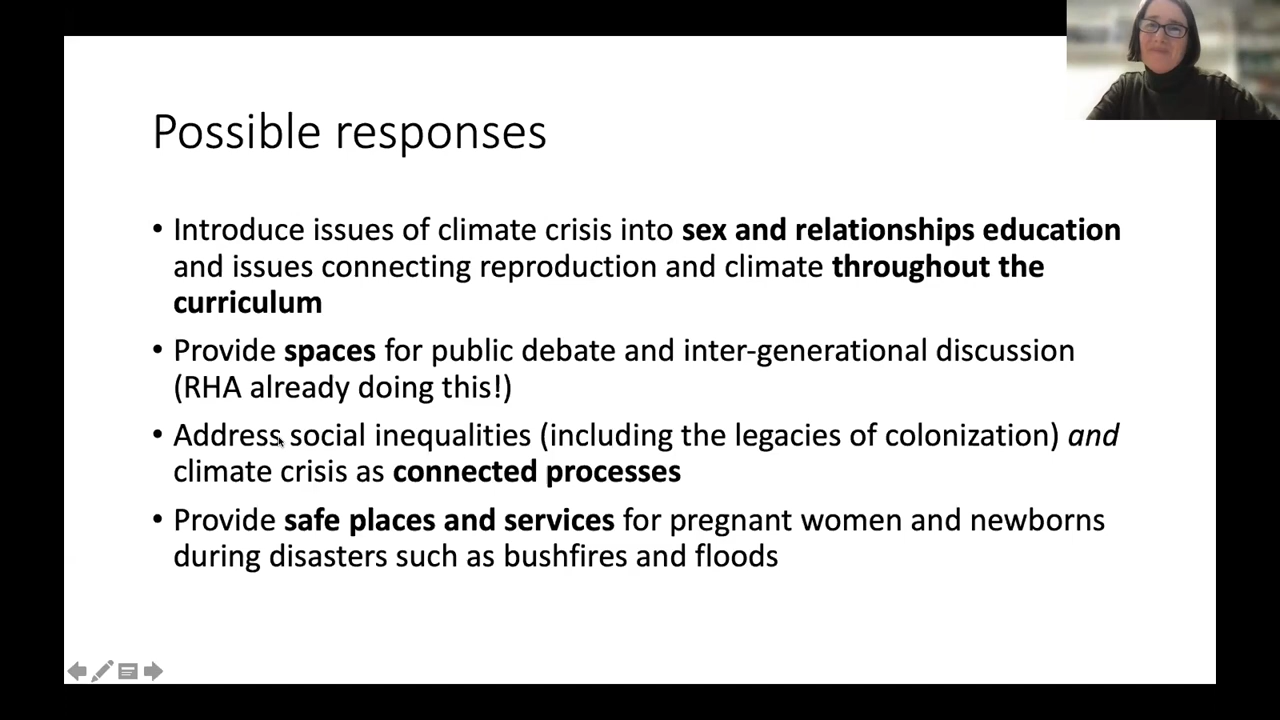 Possible responses
• Introduce issues of climate crisis into sex and relationships education
and issues connecting reproduction and climate throughout the
curriculum
• Provide spaces for public debate and inter-generational discussion
(RHA already doing this!)
• Address social inequalities (including the legacies of colonization) and
climate crisis as connected processes
• Provide safe places and services for pregnant women and newborns
during disasters such as bushfires and floods